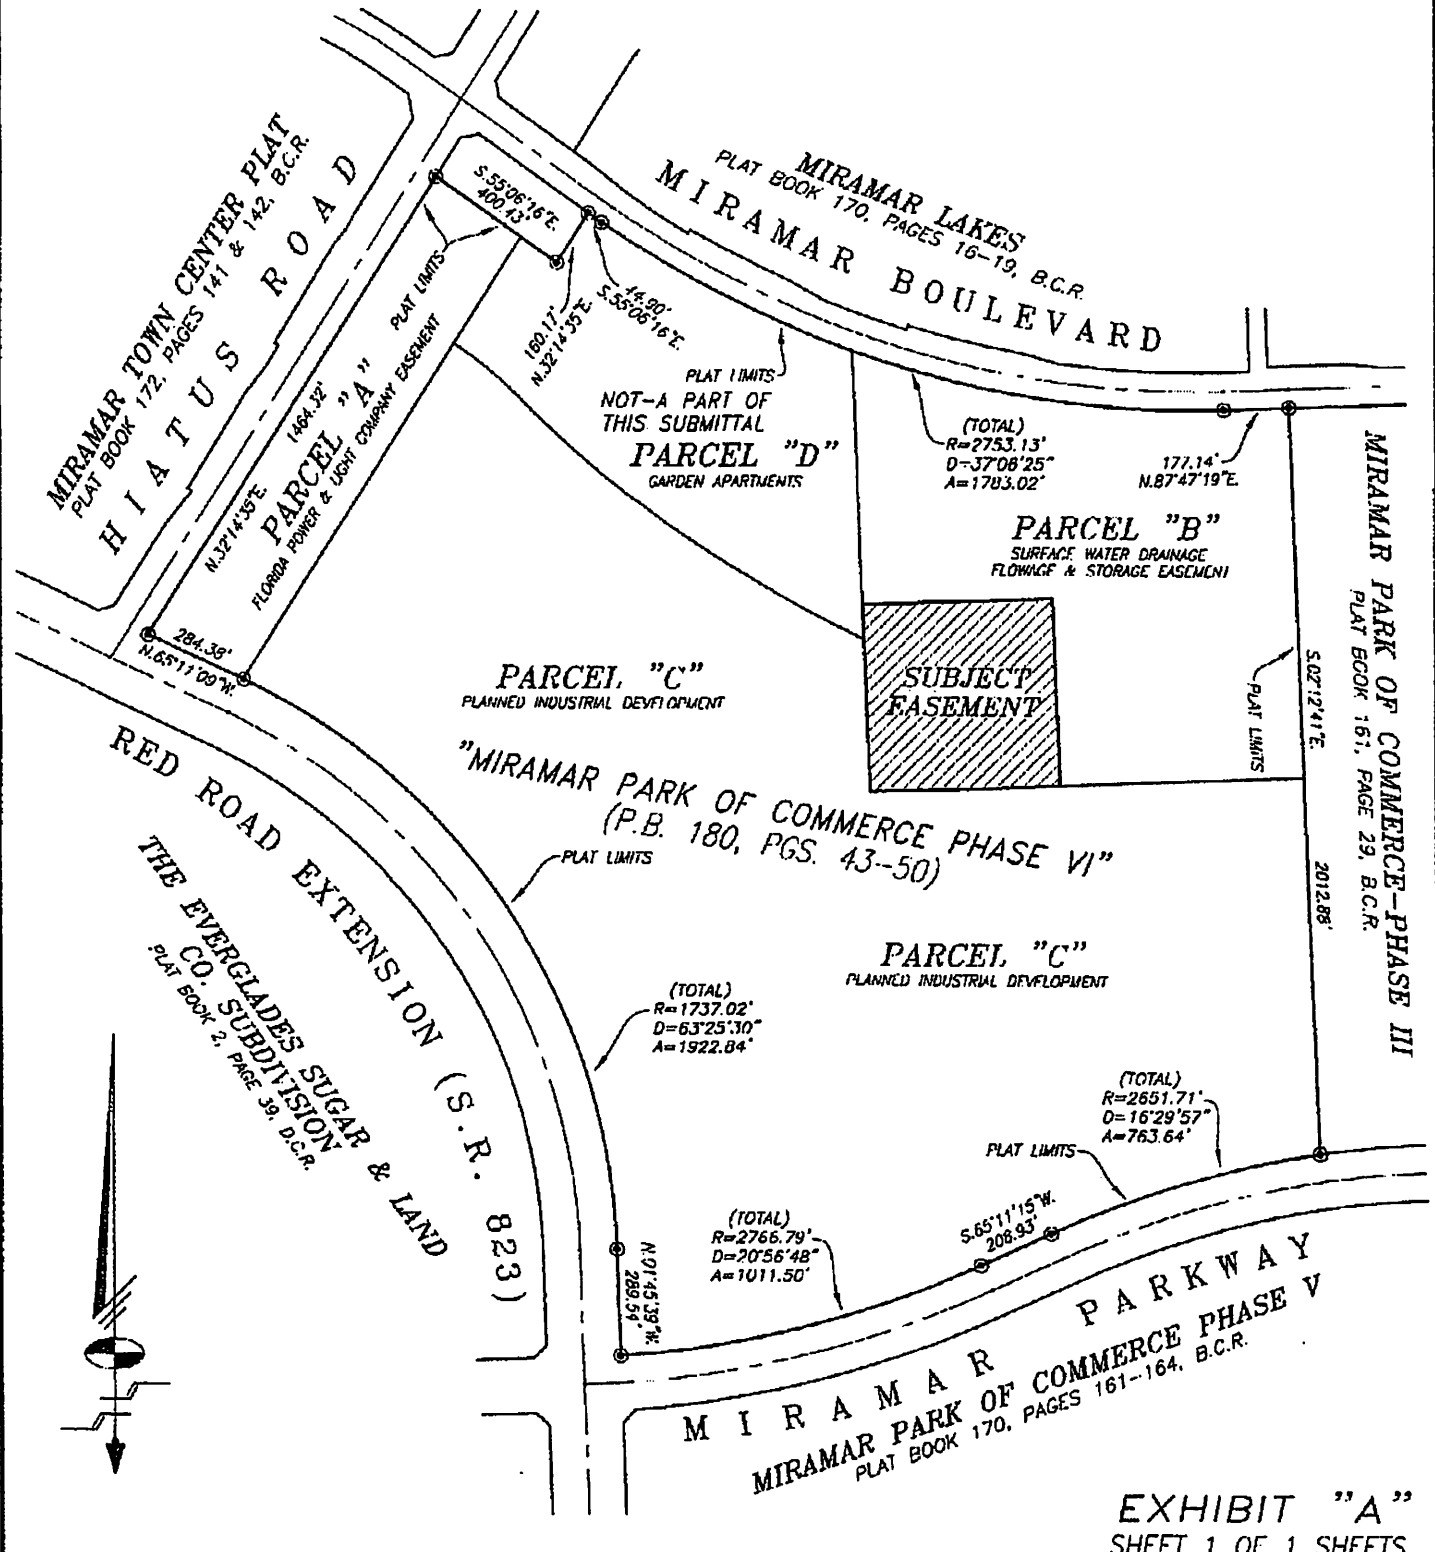 MIRAMAR TOWN CENTER PLAT
PLAT BOOK 172, PAGES 141 & 142, B.C.R.
HIATUS ROAD
S.55°06'16"E.
400.43'
MIRAMAR LAKES
PLAT BOOK 170, PAGES 16-19, B.C.R.
MIRAMAR BOULEVARD
PLAT LIMITS
N.32°14'35"E.
1464.32'
PARCEL "A"
FLORIDA POWER & LIGHT COMPANY EASEMENT
160.17'
N.32°14'35"E.
44.90'
S.55°06'16"E.
PLAT LIMITS
NOT-A PART OF
THIS SUBMITTAL
PARCEL "D"
GARDEN APARTMENTS
(TOTAL)
R=2753.13'
D=37°06'25"
A=1783.02'
177.14'
N.87°47'19"E.
PARCEL "B"
SURFACE WATER DRAINAGE
FLOWAGE & STORAGE EASEMENT
MIRAMAR PARK OF COMMERCE-PHASE III
PLAT BOOK 161, PAGE 29, B.C.R.
S.02°12'41"E.
2012.88'
PLAT LIMITS
284.38'
N.65°11'09"W.
PARCEL "C"
PLANNED INDUSTRIAL DEVELOPMENT
SUBJECT
EASEMENT
"MIRAMAR PARK OF COMMERCE PHASE VI"
(P.B. 180, PGS. 43--50)
PLAT LIMITS
RED ROAD EXTENSION (S.R. 823)
THE EVERGLADES SUGAR & LAND
CO. SUBDIVISION
PLAT BOOK 2, PAGE 39, D.C.R.
PARCEL "C"
PLANNED INDUSTRIAL DEVELOPMENT
(TOTAL)
R=1737.02'
D=63°25'30"
A=1922.84'
(TOTAL)
R=2651.71'
D=16°29'57"
A=763.64'
PLAT LIMITS
S.65°11'15"W.
208.93'
(TOTAL)
R=2766.79'
D=20°56'48"
A=1011.50'
N.01°45'39"W.
289.54'
MIRAMAR PARKWAY
MIRAMAR PARK OF COMMERCE PHASE V
PLAT BOOK 170, PAGES 161-164, B.C.R.
EXHIBIT "A"
SHEET 1 OF 1 SHEETS